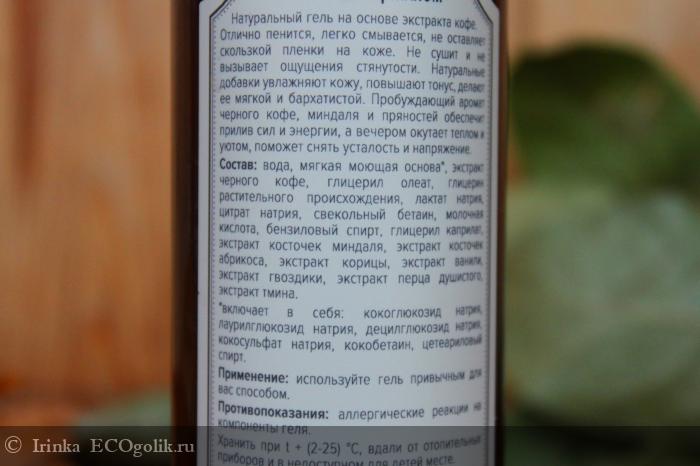 Натуральный гель на основе экстракта кофе.
Отлично пенится, легко смывается, не оставляет
скользкой пленки на коже. Не сушит и не
вызывает ощущения стянутости. Натуральные
добавки увлажняют кожу, повышают тонус, делают
ее мягкой и бархатистой. Пробуждающий аромат
черного кофе, миндаля и пряностей обеспечит
прилив сил и энергии, а вечером окутает теплом и
уютом, поможет снять усталость и напряжение.
Состав: вода, мягкая моющая основа*, экстракт
черного кофе, глицерил олеат, глицерин
растительного происхождения, лактат натрия,
цитрат натрия, свекольный бетаин, молочная
кислота, бензиловый спирт, глицерил каприлат,
экстракт косточек миндаля, экстракт косточек
абрикоса, экстракт корицы, экстракт ванили,
экстракт гвоздики, экстракт перца душистого,
экстракт тмина.
*включает в себя: кокоглюкозид натрия,
лаурилглюкозид натрия, децилглюкозид натрия,
кокосульфат натрия, кокобетаин, цетеариловый
спирт.
Применение: используйте гель привычным для
вас способом.
Противопоказания: аллергические реакции на
компоненты геля.
Хранить при t + (2-25) °C, вдали от отопительных
приборов и в недоступном для детей месте.
© Irinka ECOgolik.ru